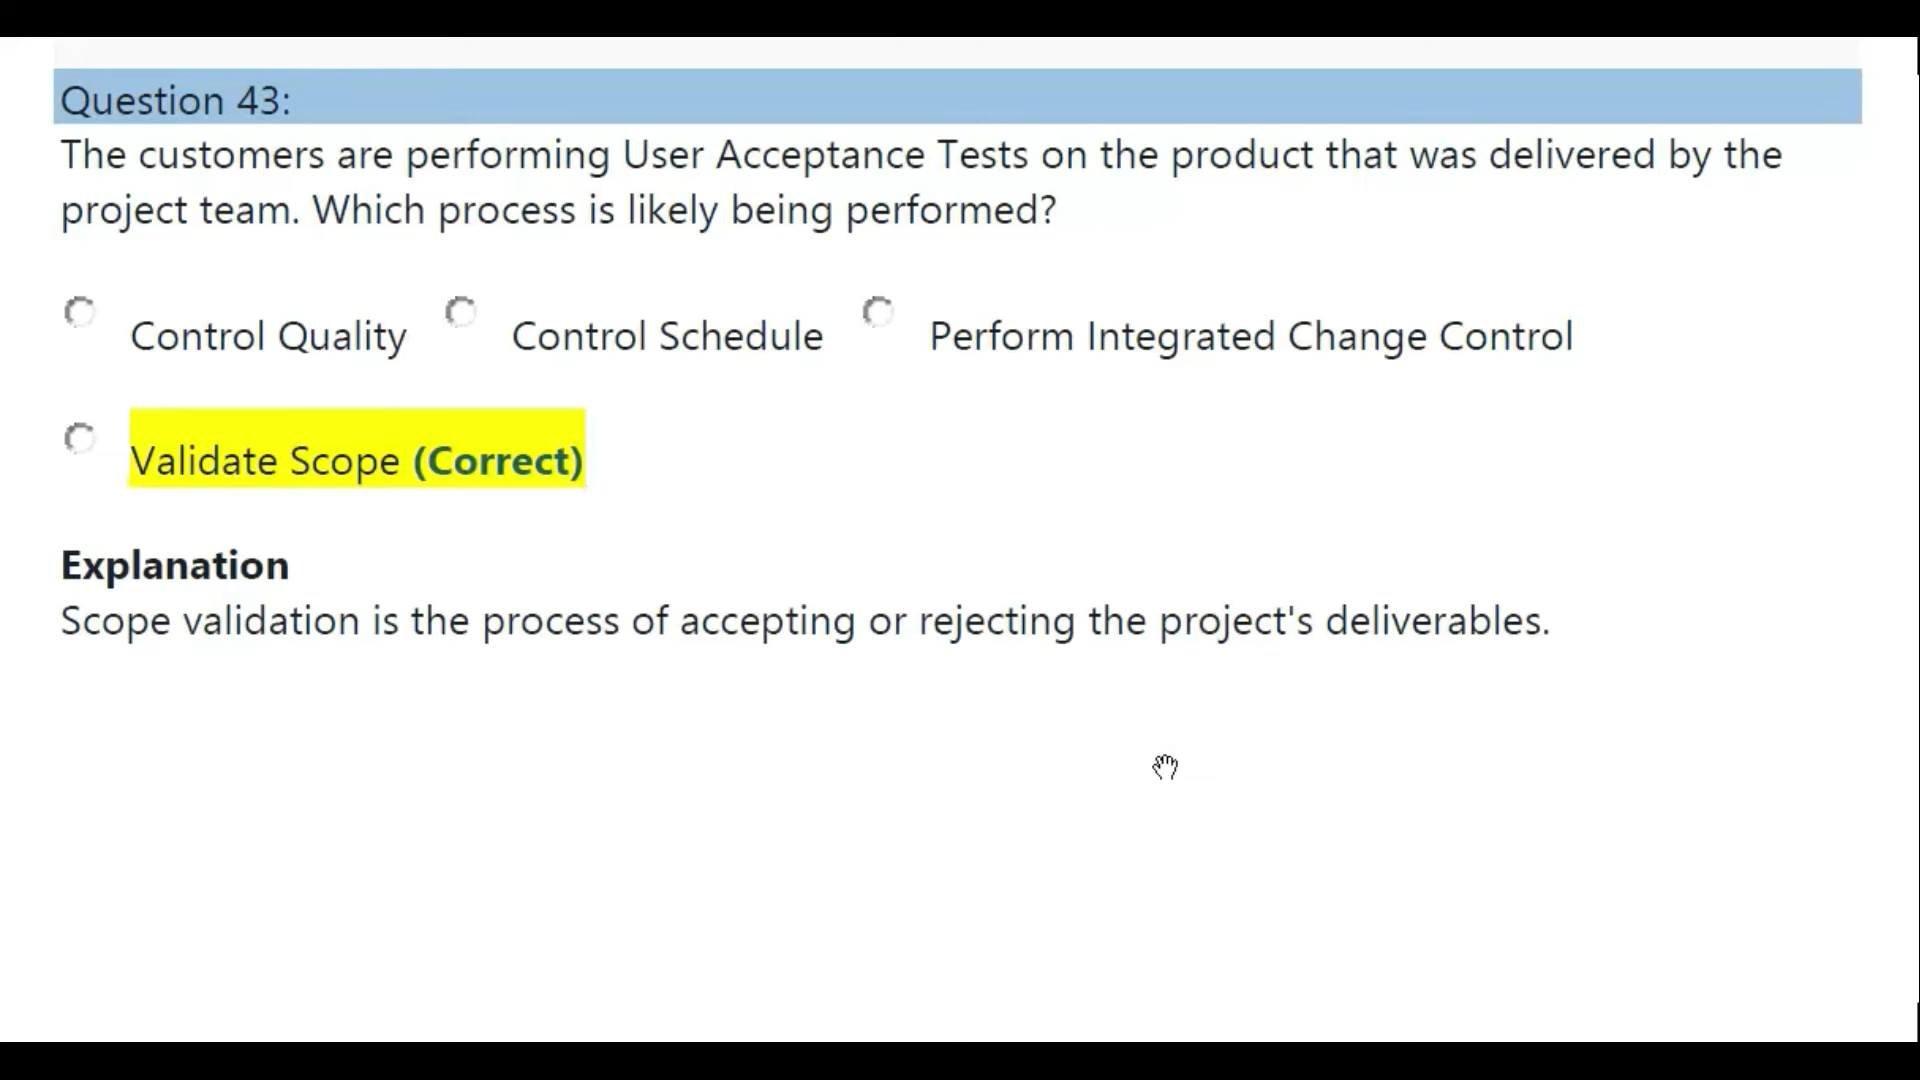 Question 43:
The customers are performing User Acceptance Tests on the product that was delivered by the
project team. Which process is likely being performed?
Control Quality Control Schedule Perform Integrated Change Control
Validate Scope (Correct)
Explanation
Scope validation is the process of accepting or rejecting the project's deliverables.